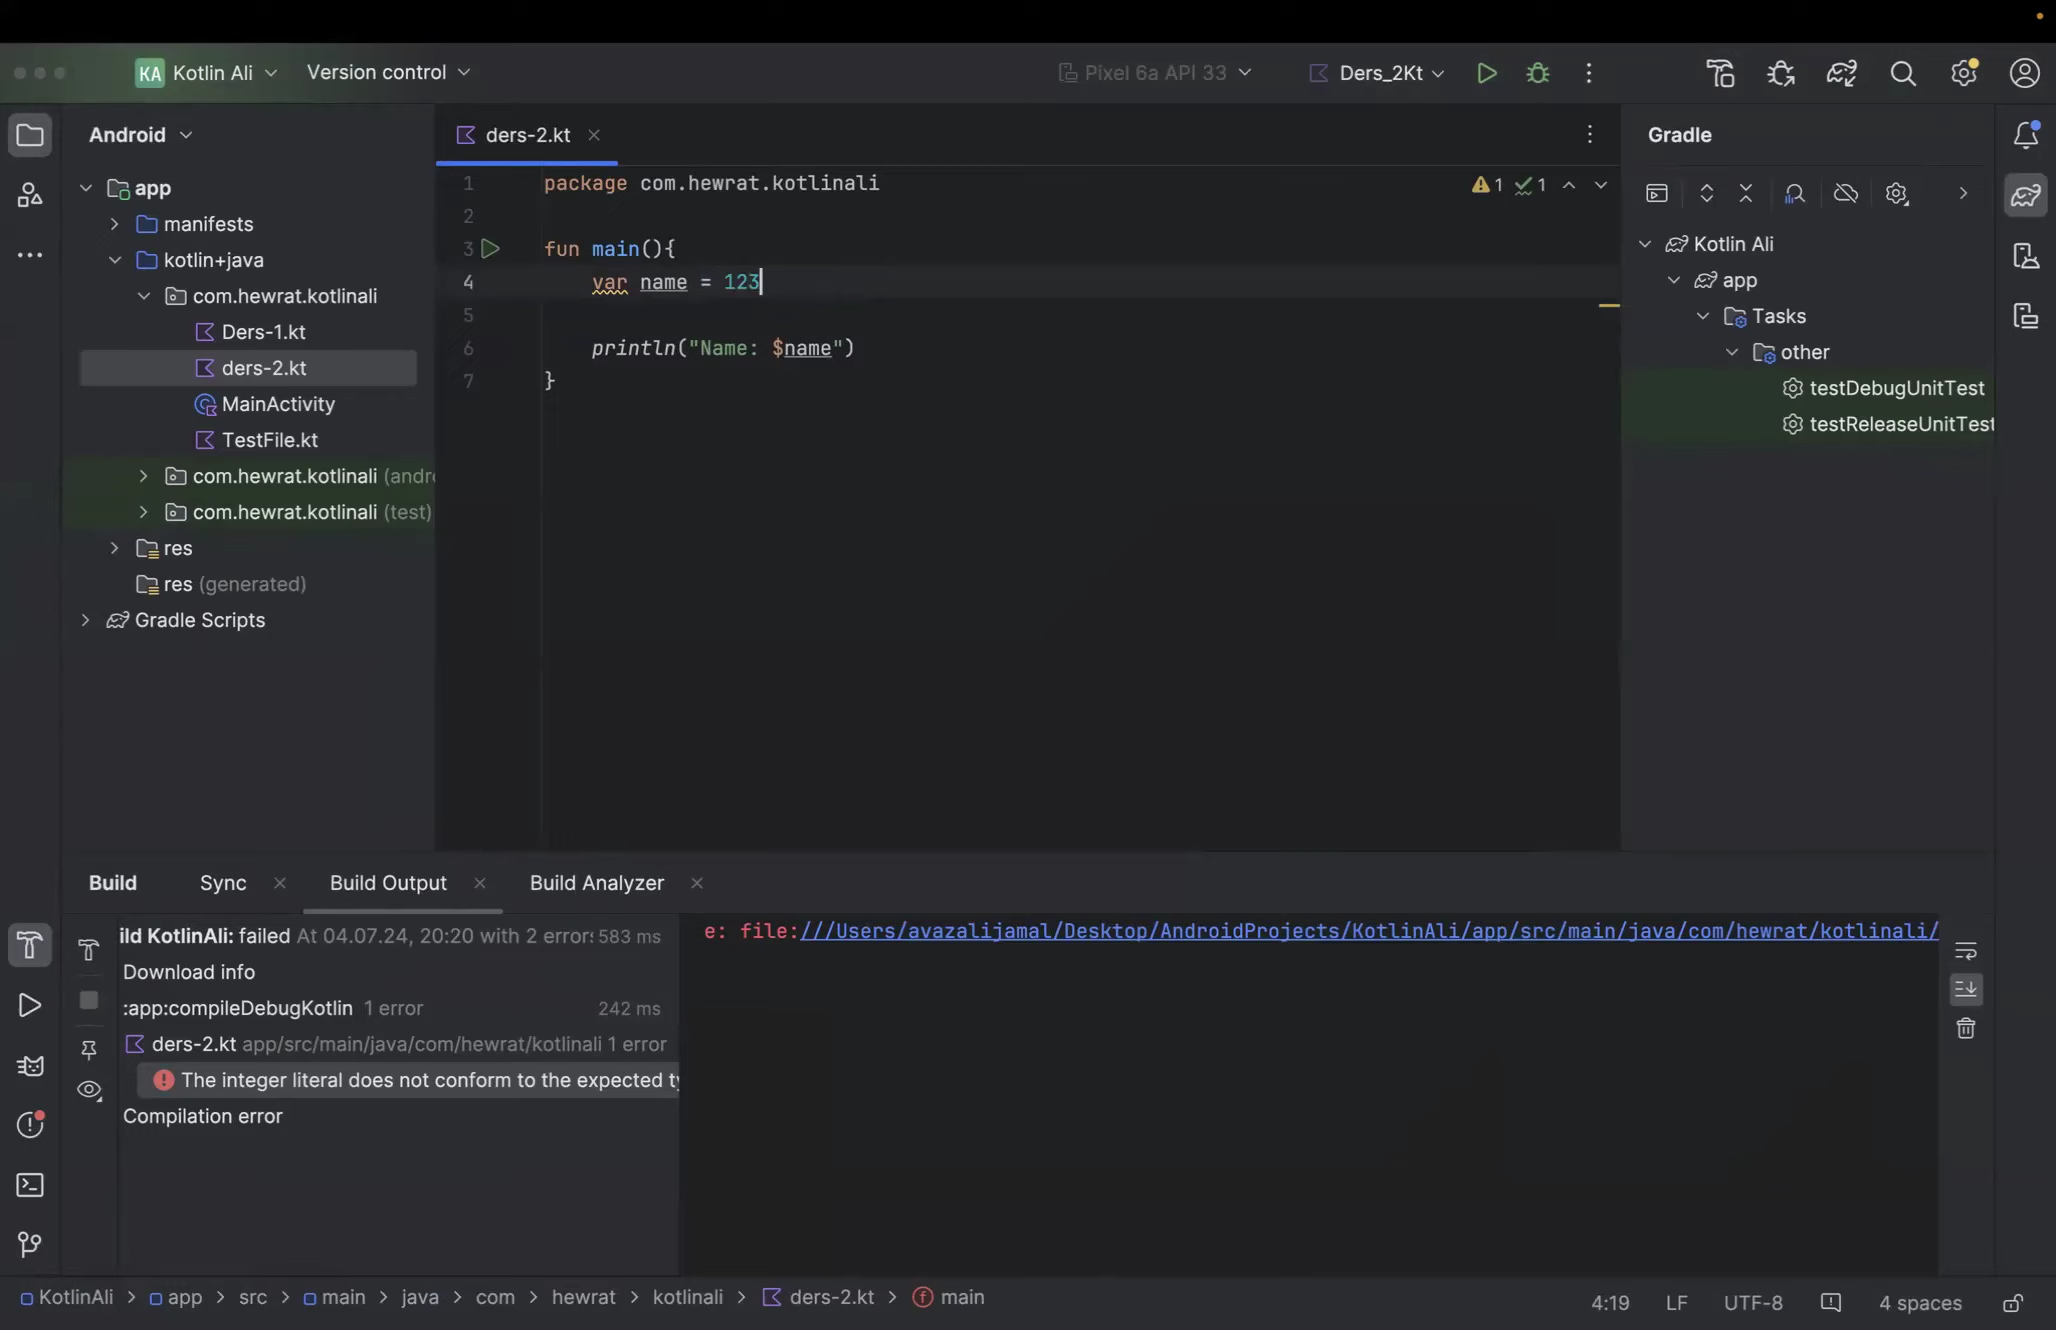 KA Kotlin Ali Version control Pixel 6a API 33 Ders_2Kt
Android
app
manifests
kotlin+java
com.hewrat.kotlinali
Ders-1.kt
ders-2.kt
MainActivity
TestFile.kt
com.hewrat.kotlinali (andro
com.hewrat.kotlinali (test)
res
res (generated)
Gradle Scripts
ders-2.kt
1 package com.hewrat.kotlinali
2
3 fun main(){
4 var name = 123
5
6 println("Name: $name")
7 }
1 1
Gradle
Kotlin Ali
app
Tasks
other
testDebugUnitTest
testReleaseUnitTest
Build Sync Build Output Build Analyzer
ild KotlinAli: failed At 04.07.24, 20:20 with 2 errors 583 ms
Download info
:app:compileDebugKotlin 1 error 242 ms
ders-2.kt app/src/main/java/com/hewrat/kotlinali 1 error
The integer literal does not conform to the expected ty
Compilation error
e: file:///Users/avazalijamal/Desktop/AndroidProjects/KotlinAli/app/src/main/java/com/hewrat/kotlinali/
KotlinAli > app > src > main > java > com > hewrat > kotlinali > ders-2.kt > main
4:19 LF UTF-8 4 spaces